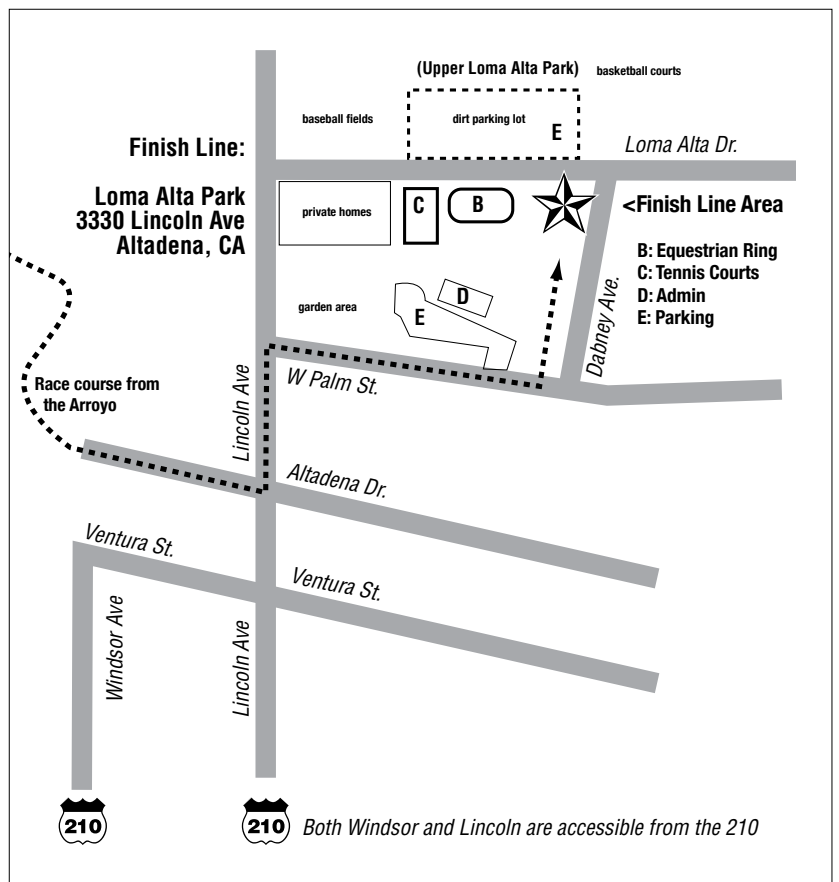 (Upper Loma Alta Park)
basketball courts
baseball fields
dirt parking lot
E
Finish Line:
Loma Alta Dr.
Loma Alta Park
3330 Lincoln Ave
Altadena, CA
private homes
C
B
<Finish Line Area
B: Equestrian Ring
C: Tennis Courts
D: Admin
E: Parking
garden area
D
E
Dabney Ave.
Race course from
the Arroyo
Lincoln Ave
W Palm St.
Altadena Dr.
Ventura St.
Ventura St.
Windsor Ave
Lincoln Ave
210
210
Both Windsor and Lincoln are accessible from the 210